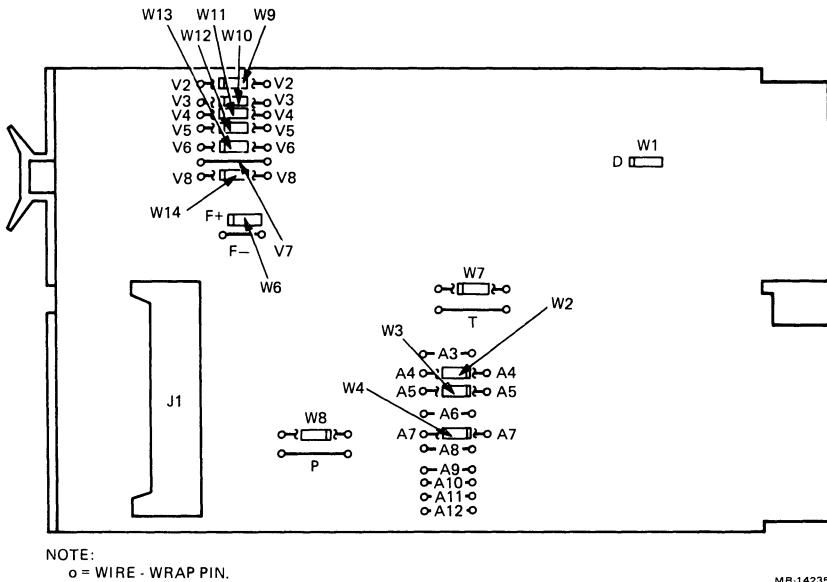 W13 W11 W9
W12 W10
V2 V2
V3 V3
V4 V4
V5 V5
V6 V6
V8 V8
W1
D
W14 F+
F− V7
W6
W7
W2
T
W3
A3
A4 A4
A5 A5
W4
J1
A6
W8
A7 A7
A8
P
A9
A10
A11
A12
NOTE:
o = WIRE - WRAP PIN.